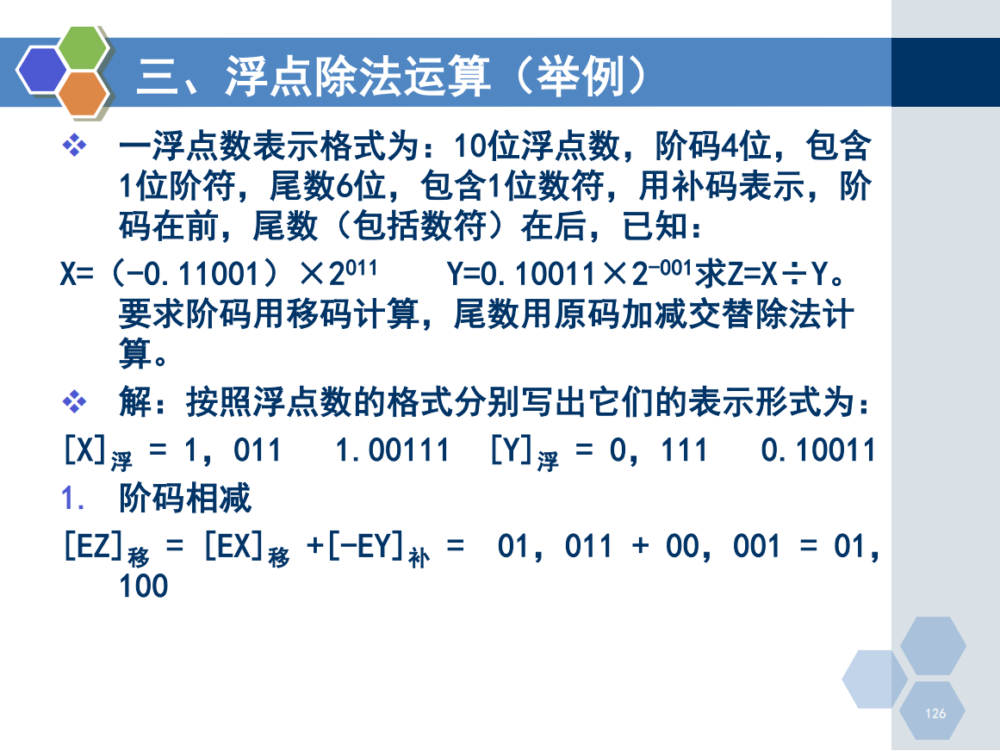 三、浮点除法运算（举例）
一浮点数表示格式为：10位浮点数，阶码4位，包含
1位阶符，尾数6位，包含1位数符，用补码表示，阶
码在前，尾数（包括数符）在后，已知：
X=（-0.11001）×2^011 Y=0.10011×2^-001求Z=X÷Y。
要求阶码用移码计算，尾数用原码加减交替除法计
算。
解：按照浮点数的格式分别写出它们的表示形式为：
[X]浮 = 1，011 1.00111 [Y]浮 = 0，111 0.10011
1. 阶码相减
[EZ]移 = [EX]移 +[-EY]补 = 01，011 + 00，001 = 01，
100
126